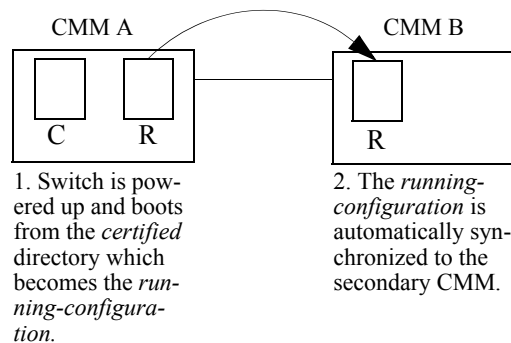 CMM A
CMM B
C
R
R
1. Switch is pow-
ered up and boots
from the certified
directory which
becomes the run-
ning-configura-
tion.
2. The running-
configuration is
automatically syn-
chronized to the
secondary CMM.